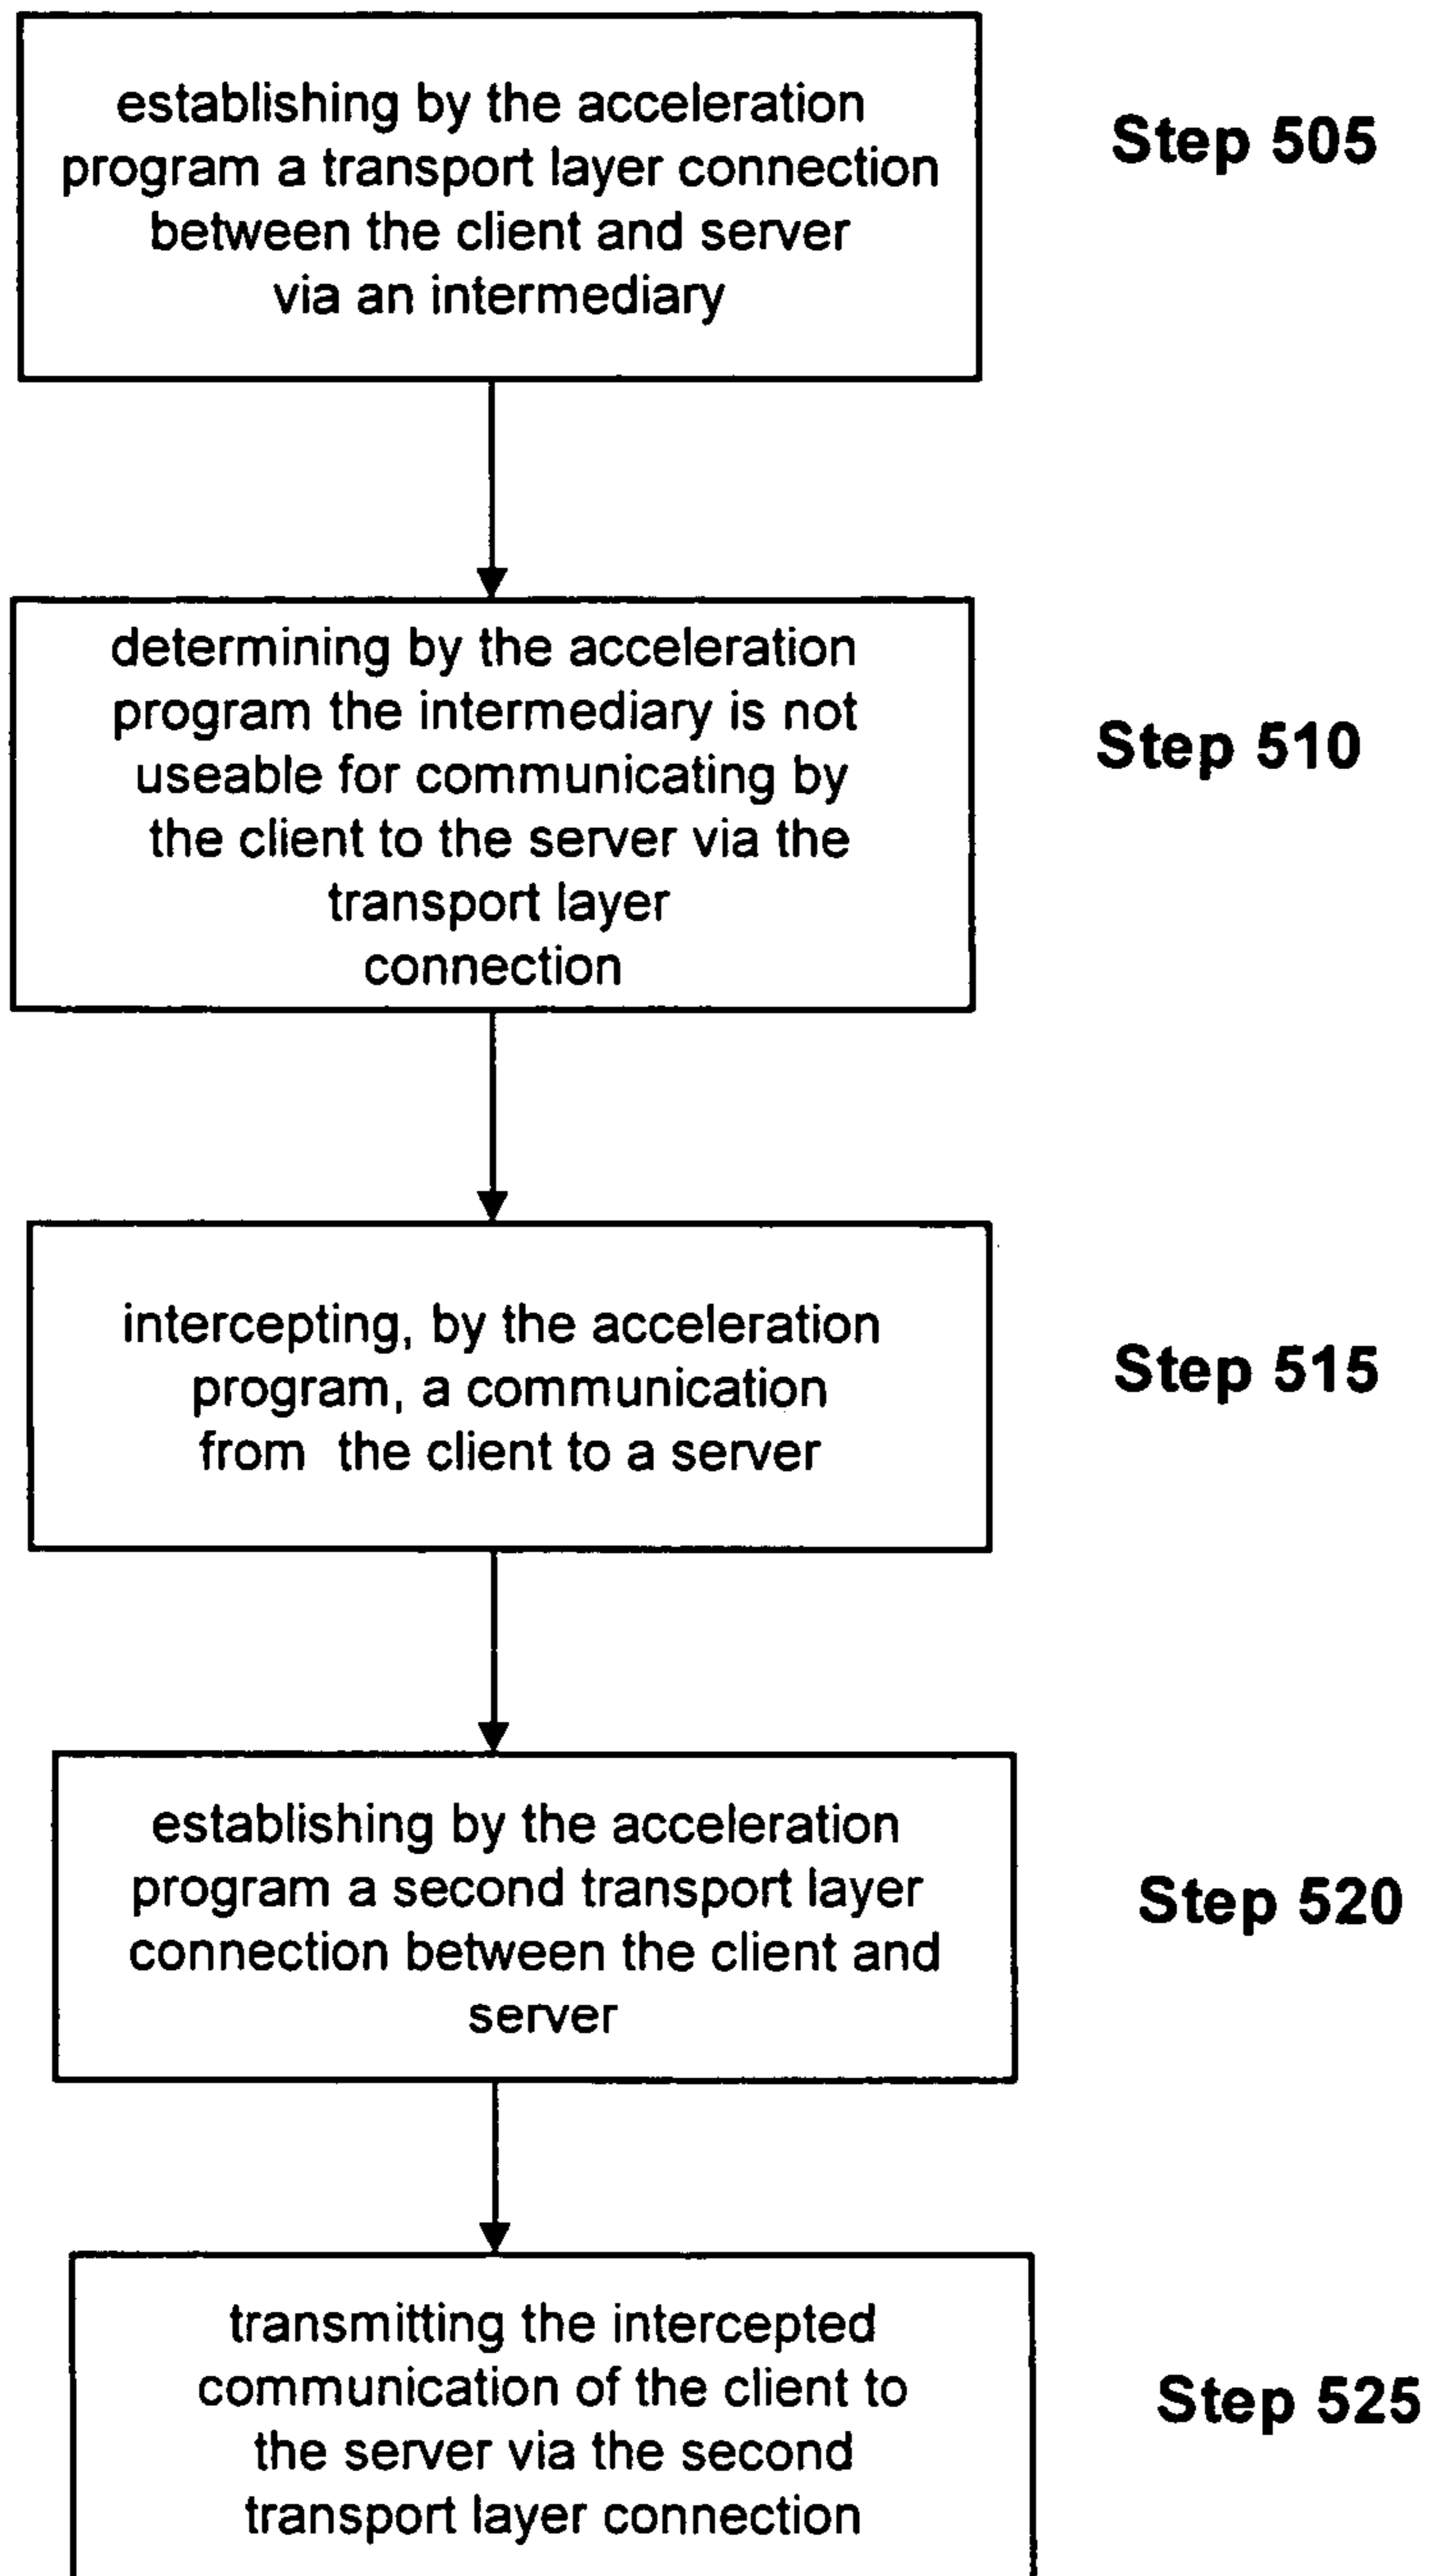 establishing by the acceleration
program a transport layer connection
between the client and server
via an intermediary
Step 505
determining by the acceleration
program the intermediary is not
useable for communicating by
the client to the server via the
transport layer
connection
Step 510
intercepting, by the acceleration
program, a communication
from the client to a server
Step 515
establishing by the acceleration
program a second transport layer
connection between the client and
server
Step 520
transmitting the intercepted
communication of the client to
the server via the second
transport layer connection
Step 525